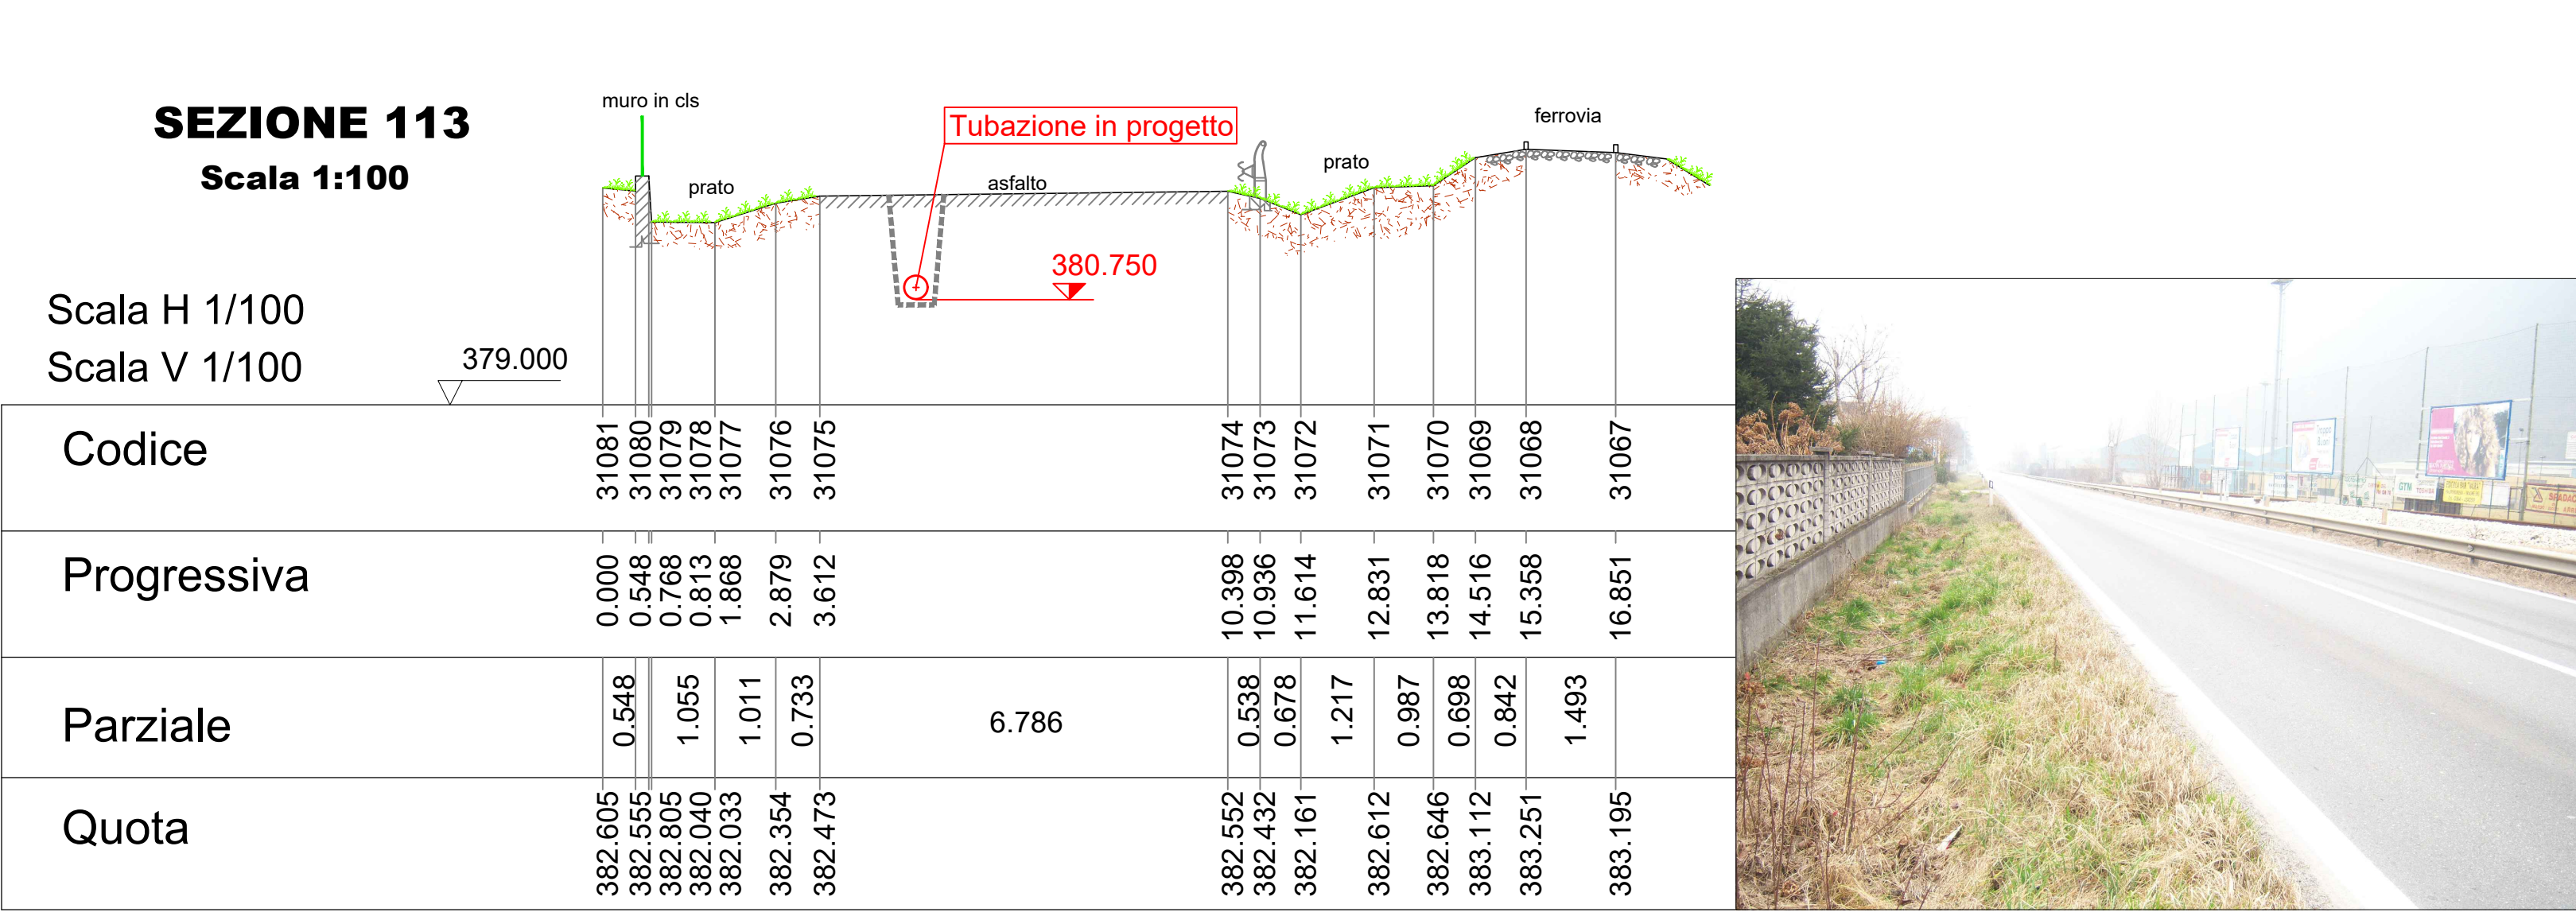 SEZIONE 113
Scala 1:100
muro in cls
Tubazione in progetto
ferrovia
prato
asfalto
prato
380.750
Scala H 1/100
Scala V 1/100
379.000
Codice
31081 31080 31079 31078 31077 31076 31075 31074 31073 31072 31071 31070 31069 31068 31067
Progressiva
0.000 0.548 0.768 0.813 1.868 2.879 3.612 10.398 10.936 11.614 12.831 13.818 14.516 15.358 16.851
Parziale
0.548 1.055 1.011 0.733 6.786 0.538 0.678 1.217 0.987 0.698 0.842 1.493
Quota
382.605 382.555 382.805 382.040 382.033 382.354 382.473 382.552 382.432 382.161 382.612 382.646 383.112 383.251 383.195
GTN